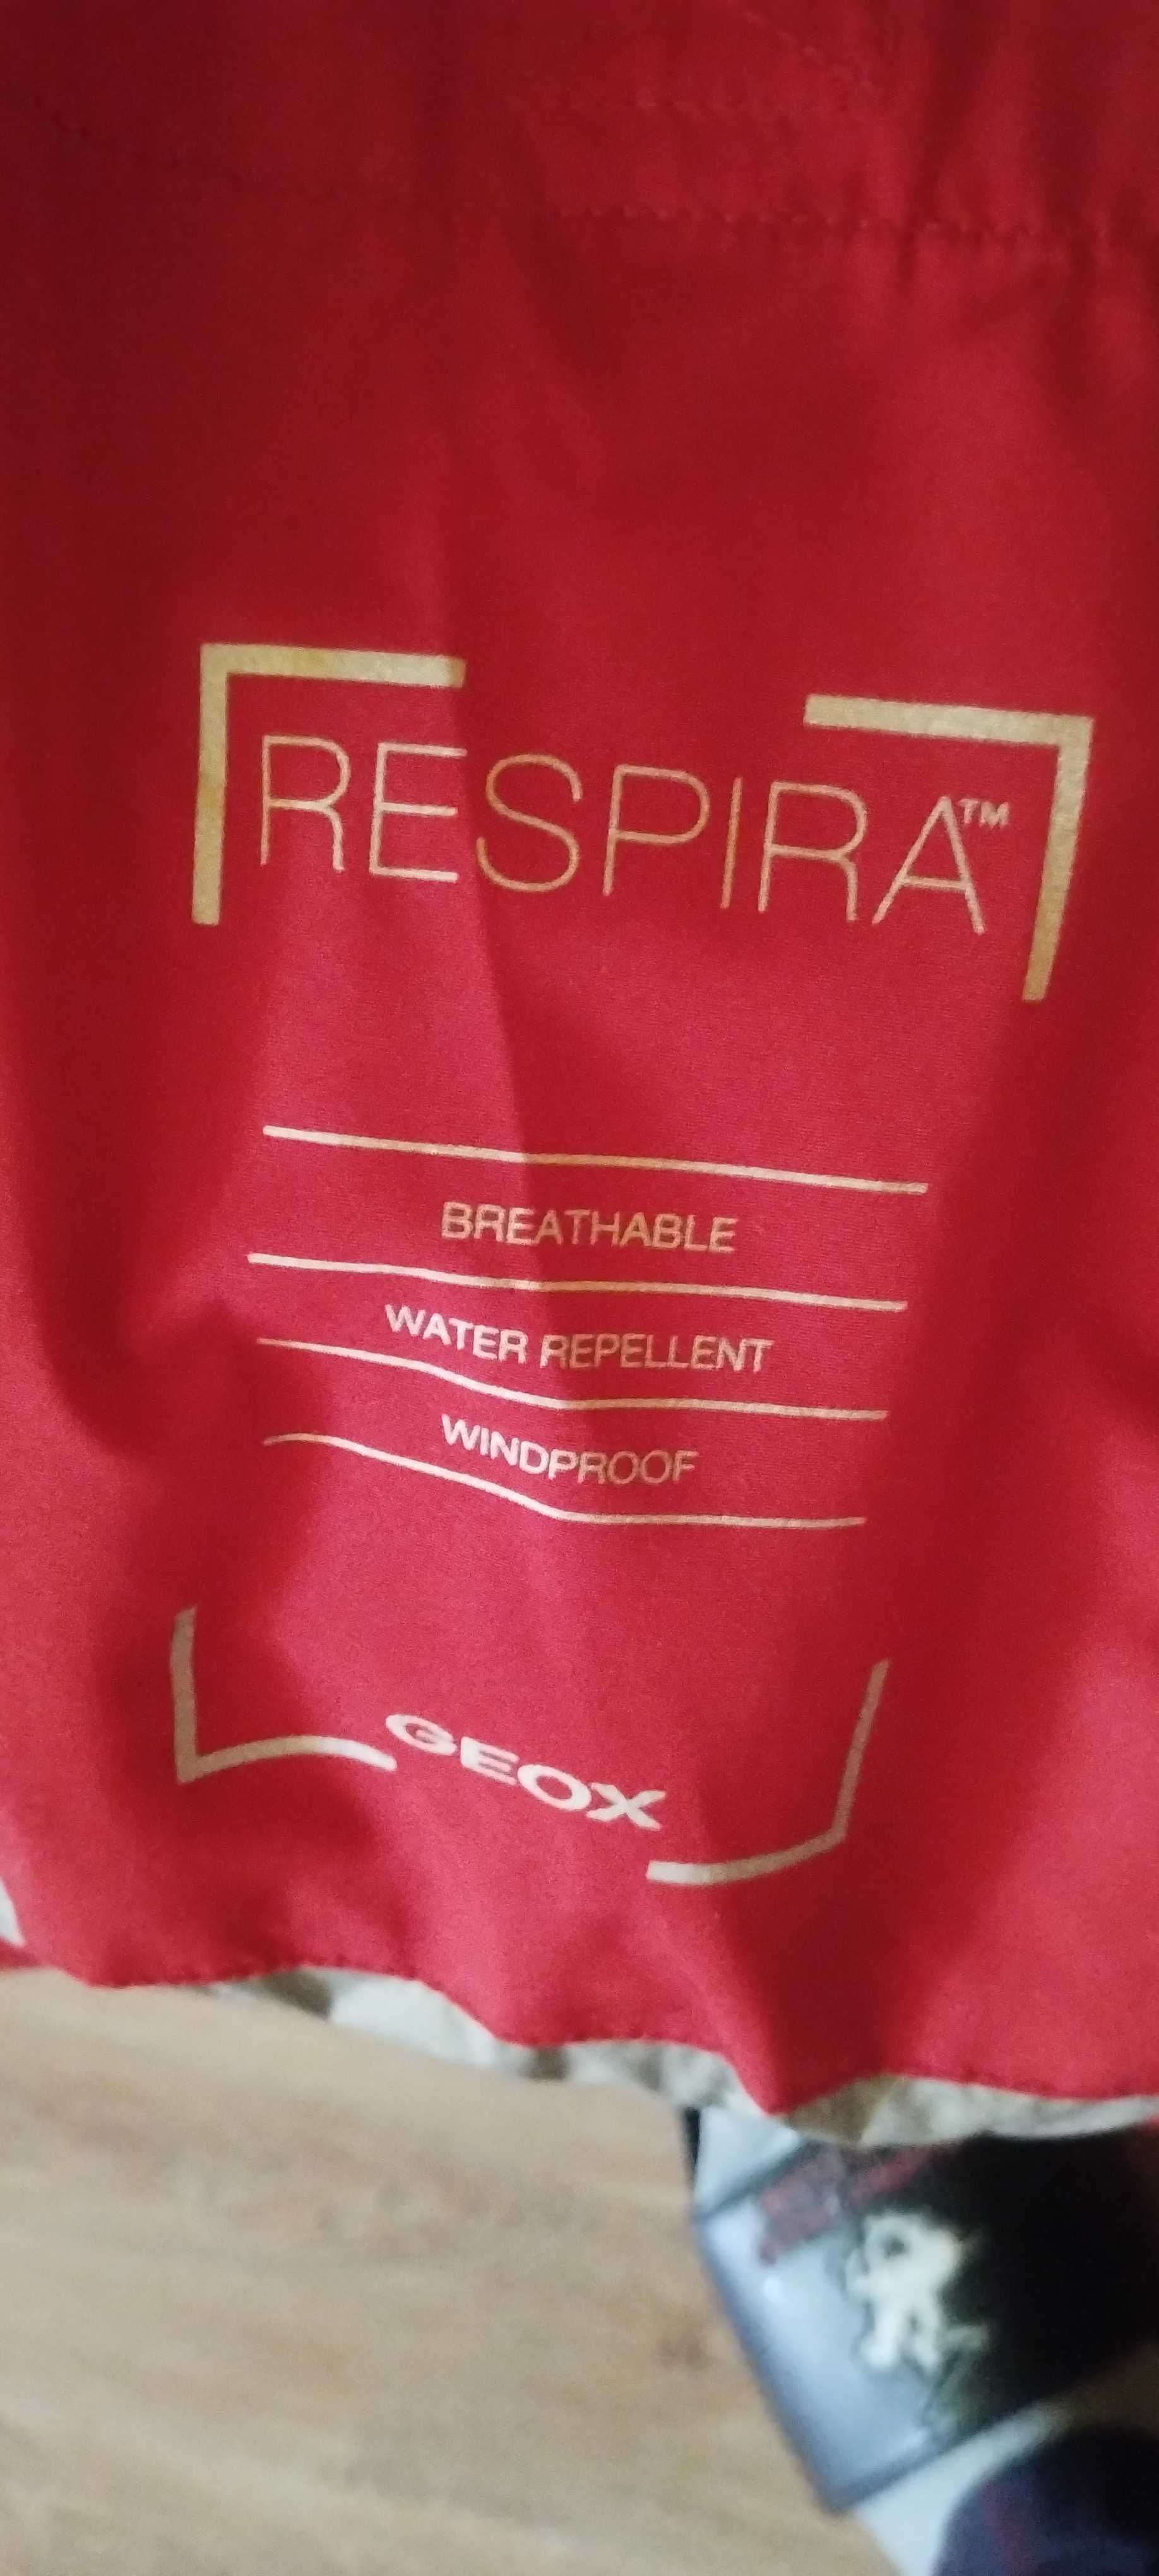 RESPIRA™
BREATHABLE
WATER REPELLENT
WINDPROOF
GEOX